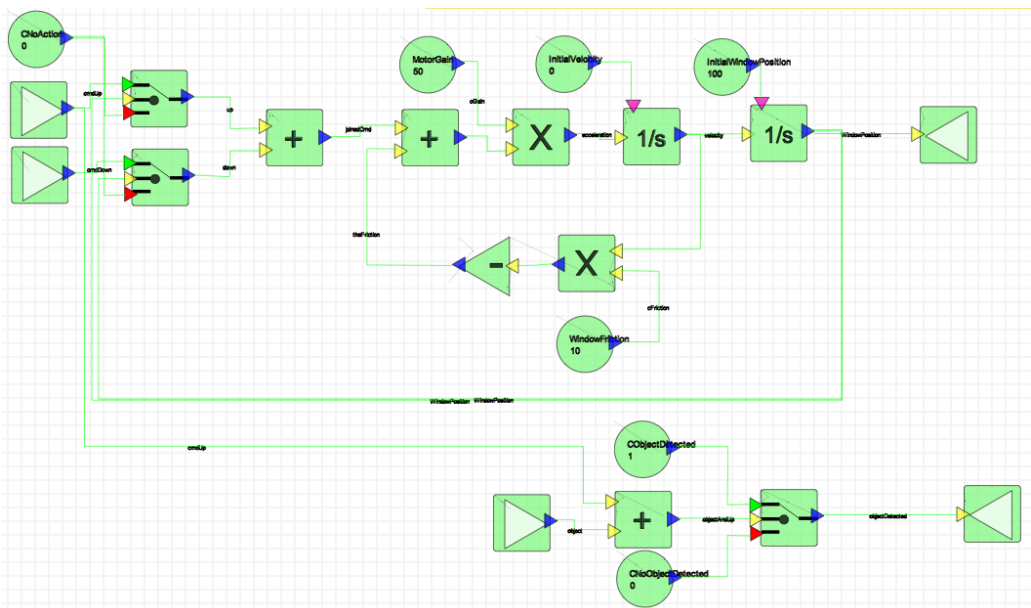 CNoAction
0
MotorGain
50
InitialVelocity
0
InitialWindowPosition
100
cmdUp
up
+
joinedCmd
+
cGain
X
acceleration
1/s
velocity
1/s
WindowPosition
cmdDown
down
theFriction
-
X
cFriction
WindowFriction
10
WindowPosition WindowPosition
cmdUp
CObjectDetected
1
object
+
objectAndUp
objectDetected
CNoObjectDetected
0